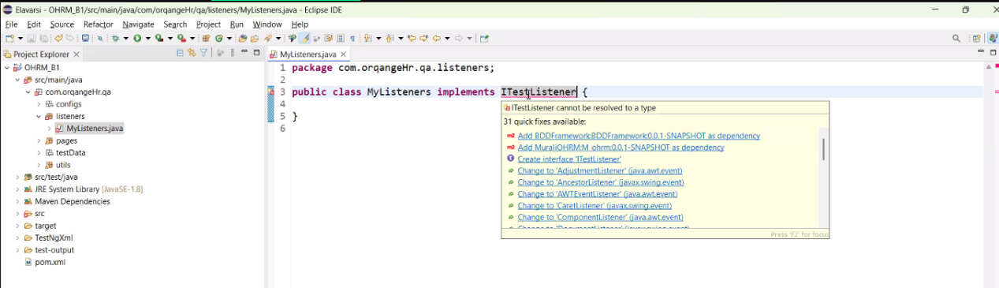 Elavarsi - OHRM_B1/src/main/java/com/orqangeHr/qa/listeners/MyListeners.java - Eclipse IDE
File Edit Source Refactor Navigate Search Project Run Window Help
Project Explorer
OHRM_B1
src/main/java
com.orqangeHr.qa
configs
listeners
MyListeners.java
pages
testData
utils
src/test/java
JRE System Library [JavaSE-1.8]
Maven Dependencies
src
target
TestNgXml
test-output
pom.xml
MyListeners.java
1 package com.orqangeHr.qa.listeners;
2
3 public class MyListeners implements ITestListener {
4
5 }
6
ITestListener cannot be resolved to a type
31 quick fixes available:
Add BDDFramework:BDDFramework:0.0.1-SNAPSHOT as dependency
Add MuraliOHRM:M_ohrm:0.0.1-SNAPSHOT as dependency
Create interface 'ITestListener'
Change to 'AdjustmentListener' (java.awt.event)
Change to 'AncestorListener' (javax.swing.event)
Change to 'AWTEventListener' (java.awt.event)
Change to 'CaretListener' (javax.swing.event)
Change to 'ComponentListener' (java.awt.event)
Press 'F2' for focus